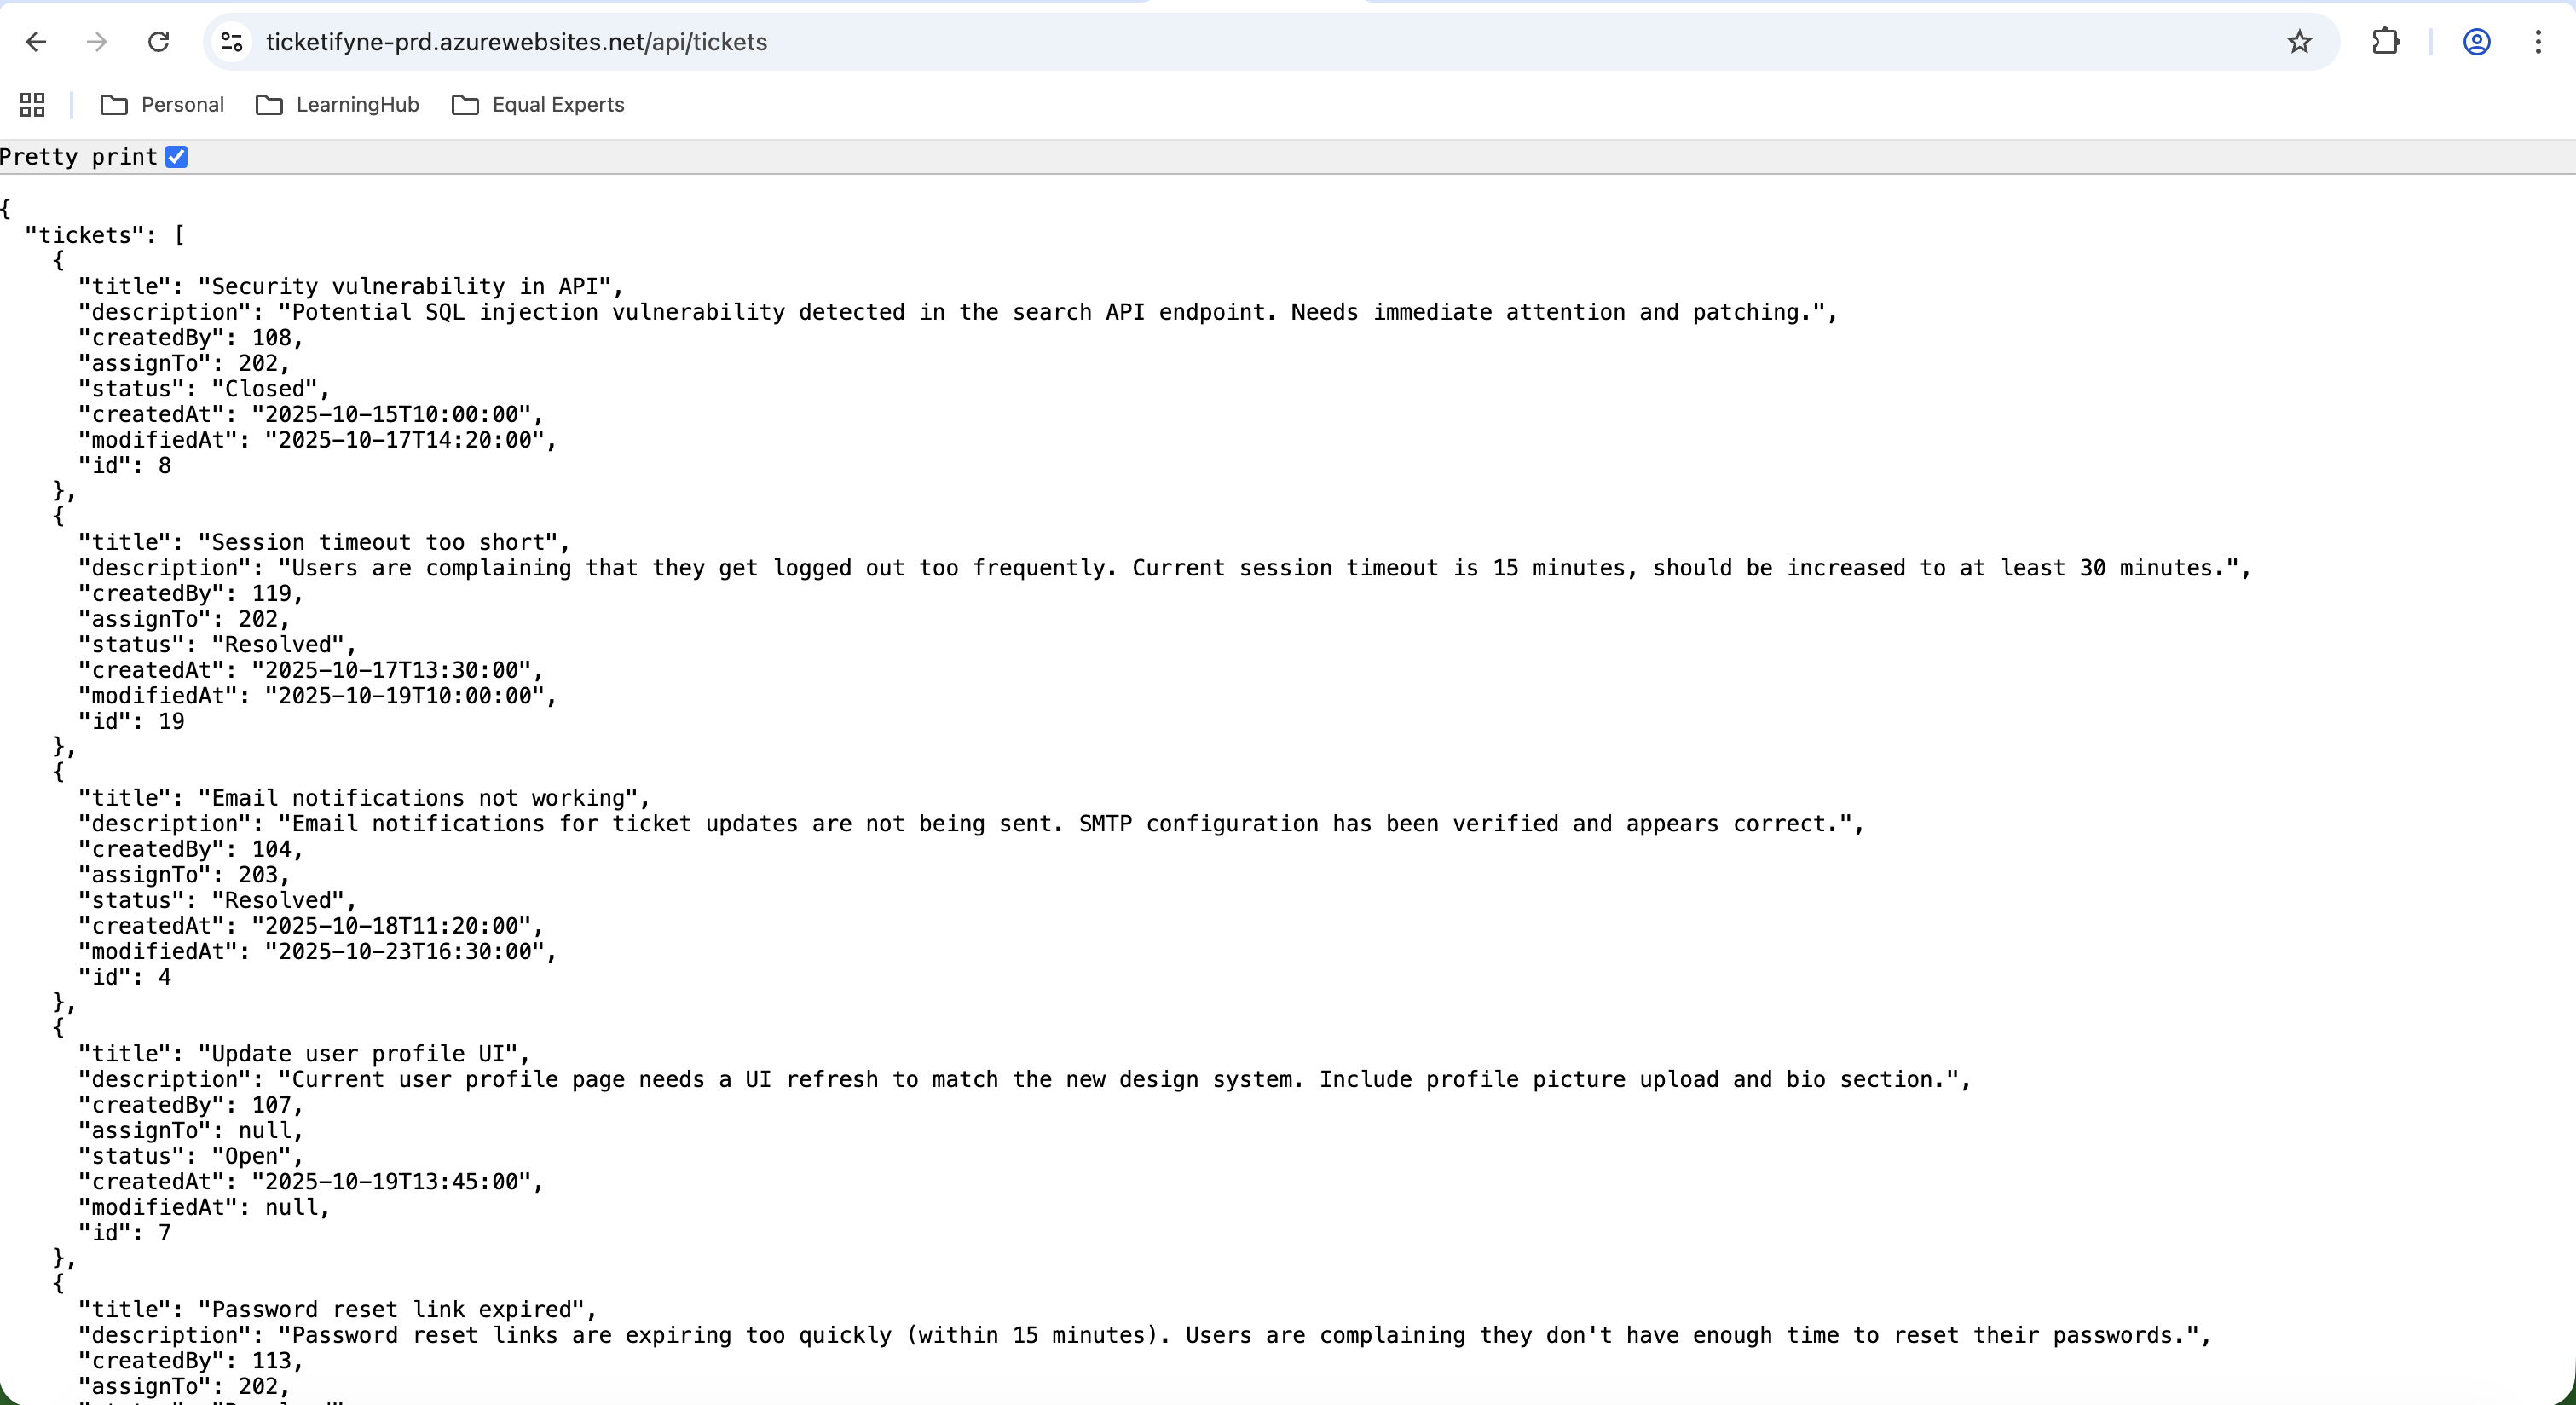 ticketifyne-prd.azurewebsites.net/api/tickets
Personal LearningHub Equal Experts
Pretty print
{
  "tickets": [
    {
      "title": "Security vulnerability in API",
      "description": "Potential SQL injection vulnerability detected in the search API endpoint. Needs immediate attention and patching.",
      "createdBy": 108,
      "assignTo": 202,
      "status": "Closed",
      "createdAt": "2025-10-15T10:00:00",
      "modifiedAt": "2025-10-17T14:20:00",
      "id": 8
    },
    {
      "title": "Session timeout too short",
      "description": "Users are complaining that they get logged out too frequently. Current session timeout is 15 minutes, should be increased to at least 30 minutes.",
      "createdBy": 119,
      "assignTo": 202,
      "status": "Resolved",
      "createdAt": "2025-10-17T13:30:00",
      "modifiedAt": "2025-10-19T10:00:00",
      "id": 19
    },
    {
      "title": "Email notifications not working",
      "description": "Email notifications for ticket updates are not being sent. SMTP configuration has been verified and appears correct.",
      "createdBy": 104,
      "assignTo": 203,
      "status": "Resolved",
      "createdAt": "2025-10-18T11:20:00",
      "modifiedAt": "2025-10-23T16:30:00",
      "id": 4
    },
    {
      "title": "Update user profile UI",
      "description": "Current user profile page needs a UI refresh to match the new design system. Include profile picture upload and bio section.",
      "createdBy": 107,
      "assignTo": null,
      "status": "Open",
      "createdAt": "2025-10-19T13:45:00",
      "modifiedAt": null,
      "id": 7
    },
    {
      "title": "Password reset link expired",
      "description": "Password reset links are expiring too quickly (within 15 minutes). Users are complaining they don't have enough time to reset their passwords.",
      "createdBy": 113,
      "assignTo": 202,